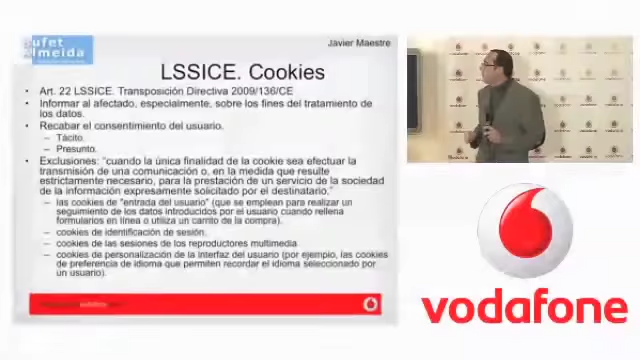 Bufet
Almeida
Javier Maestre
LSSICE. Cookies
• Art. 22 LSSICE. Transposición Directiva 2009/136/CE
• Informar al afectado, especialmente, sobre los fines del tratamiento de
los datos.
• Recabar el consentimiento del usuario.
– Tácito.
– Presunto.
• Exclusiones: “cuando la única finalidad de la cookie sea efectuar la
transmisión de una comunicación o, en la medida que resulte
estrictamente necesario, para la prestación de un servicio de la sociedad
de la información expresamente solicitado por el destinatario.”
– las cookies de “entrada del usuario” (que se emplean para realizar un
seguimiento de los datos introducidos por el usuario cuando rellena
formularios en línea o utiliza un carrito de la compra).
– cookies de identificación de sesión.
– cookies de las sesiones de los reproductores multimedia
– cookies de personalización de la interfaz del usuario (por ejemplo, las cookies
de preferencia de idioma que permiten recordar el idioma seleccionado por
un usuario).
vodafone